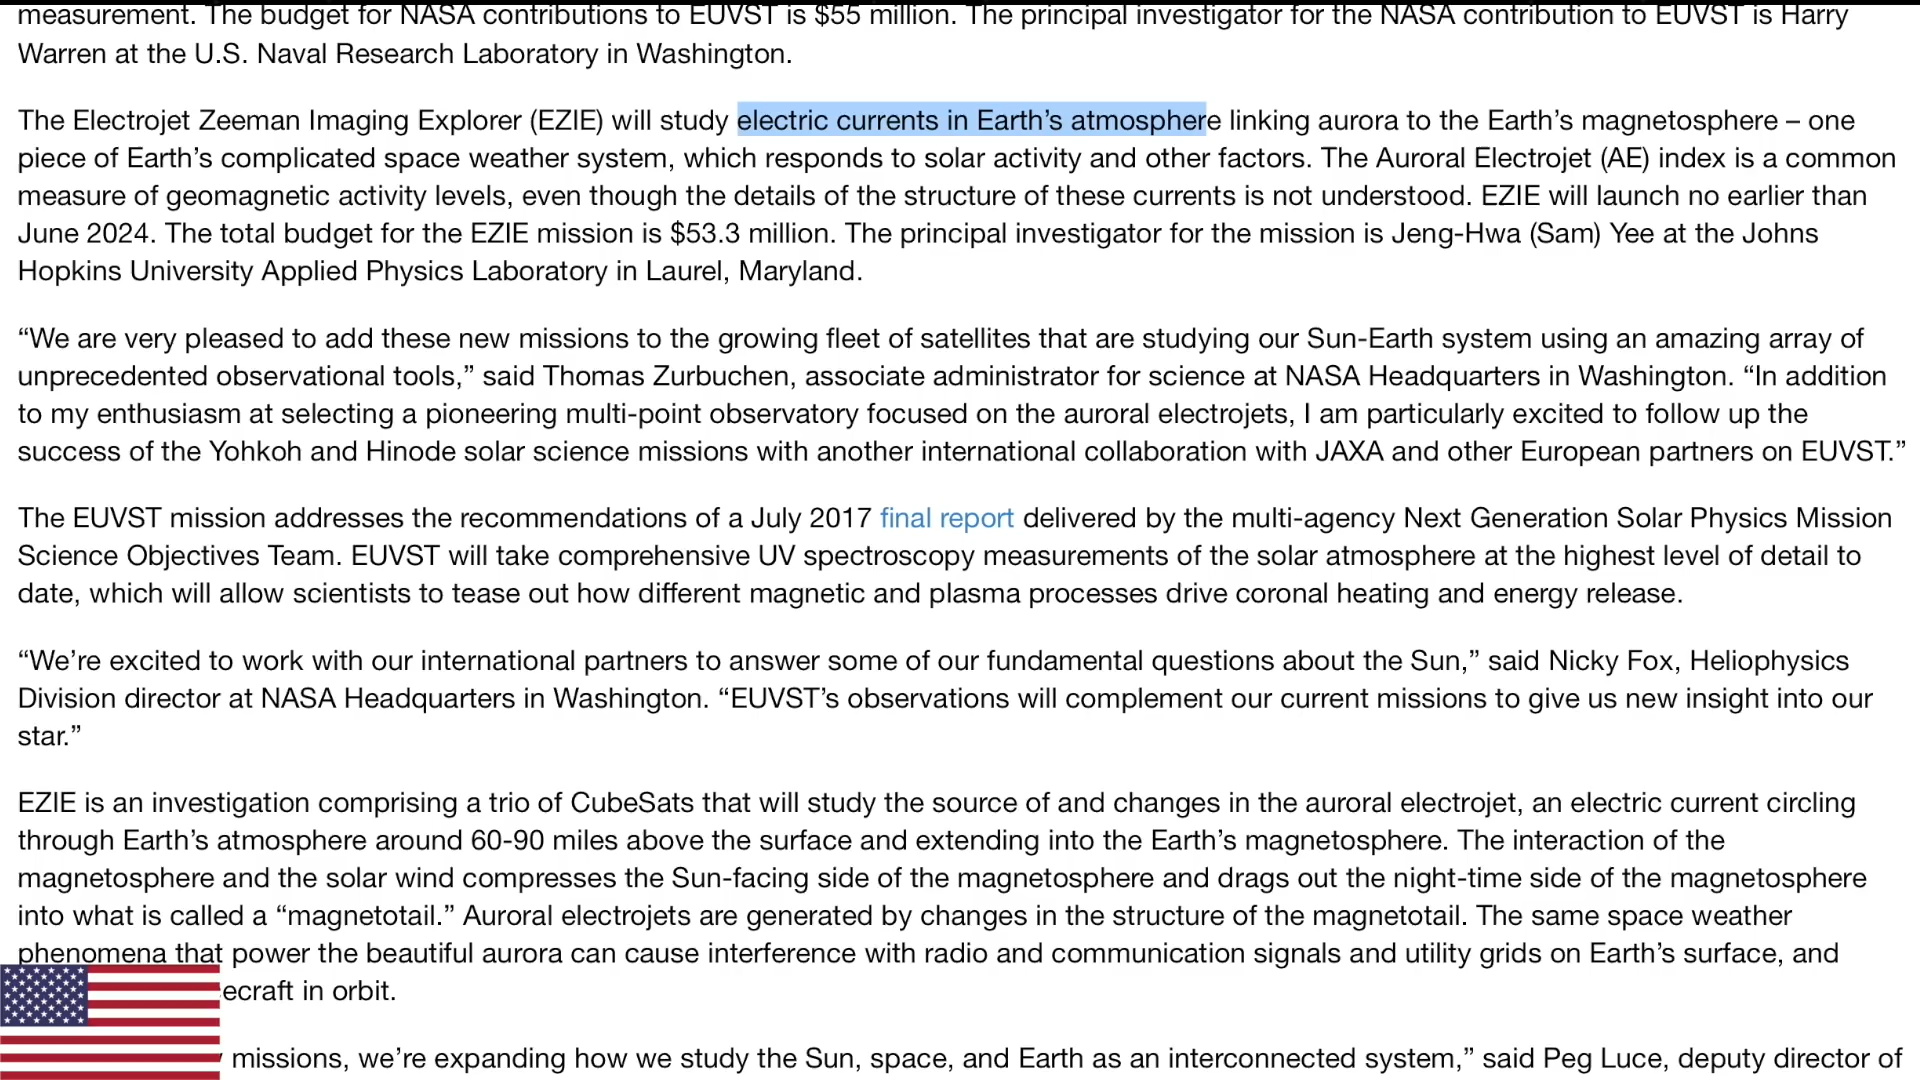 measurement. The budget for NASA contributions to EUVST is $55 million. The principal investigator for the NASA contribution to EUVST is Harry
Warren at the U.S. Naval Research Laboratory in Washington.
The Electrojet Zeeman Imaging Explorer (EZIE) will study electric currents in Earth’s atmosphere linking aurora to the Earth’s magnetosphere – one
piece of Earth’s complicated space weather system, which responds to solar activity and other factors. The Auroral Electrojet (AE) index is a common
measure of geomagnetic activity levels, even though the details of the structure of these currents is not understood. EZIE will launch no earlier than
June 2024. The total budget for the EZIE mission is $53.3 million. The principal investigator for the mission is Jeng-Hwa (Sam) Yee at the Johns
Hopkins University Applied Physics Laboratory in Laurel, Maryland.
“We are very pleased to add these new missions to the growing fleet of satellites that are studying our Sun-Earth system using an amazing array of
unprecedented observational tools,” said Thomas Zurbuchen, associate administrator for science at NASA Headquarters in Washington. “In addition
to my enthusiasm at selecting a pioneering multi-point observatory focused on the auroral electrojets, I am particularly excited to follow up the
success of the Yohkoh and Hinode solar science missions with another international collaboration with JAXA and other European partners on EUVST.”
The EUVST mission addresses the recommendations of a July 2017 final report delivered by the multi-agency Next Generation Solar Physics Mission
Science Objectives Team. EUVST will take comprehensive UV spectroscopy measurements of the solar atmosphere at the highest level of detail to
date, which will allow scientists to tease out how different magnetic and plasma processes drive coronal heating and energy release.
“We’re excited to work with our international partners to answer some of our fundamental questions about the Sun,” said Nicky Fox, Heliophysics
Division director at NASA Headquarters in Washington. “EUVST’s observations will complement our current missions to give us new insight into our
star.”
EZIE is an investigation comprising a trio of CubeSats that will study the source of and changes in the auroral electrojet, an electric current circling
through Earth’s atmosphere around 60-90 miles above the surface and extending into the Earth’s magnetosphere. The interaction of the
magnetosphere and the solar wind compresses the Sun-facing side of the magnetosphere and drags out the night-time side of the magnetosphere
into what is called a “magnetotail.” Auroral electrojets are generated by changes in the structure of the magnetotail. The same space weather
phenomena that power the beautiful aurora can cause interference with radio and communication signals and utility grids on Earth’s surface, and
ecraft in orbit.
missions, we’re expanding how we study the Sun, space, and Earth as an interconnected system,” said Peg Luce, deputy director of